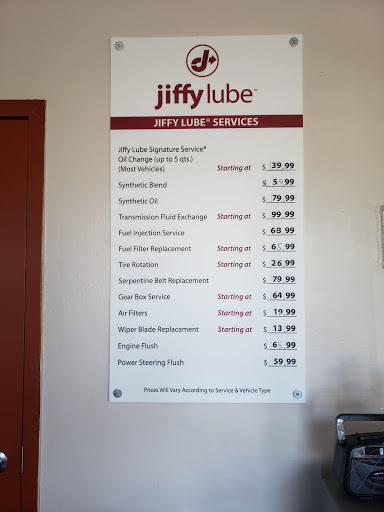 jiffy lube™
JIFFY LUBE® SERVICES
Jiffy Lube Signature Service®
Oil Change (up to 5 qts.)
(Most Vehicles) Starting at $ 39.99
Synthetic Blend $ 59.99
Synthetic Oil $ 79.99
Transmission Fluid Exchange Starting at $ 99.99
Fuel Injection Service $ 68.99
Fuel Filter Replacement Starting at $
Tire Rotation Starting at $ 26.99
Serpentine Belt Replacement $ 79.99
Gear Box Service Starting at $ 64.99
Air Filters Starting at $ 19.99
Wiper Blade Replacement Starting at $ 13.99
Engine Flush $
Power Steering Flush $ 59.99
Prices Will Vary According to Service & Vehicle Type